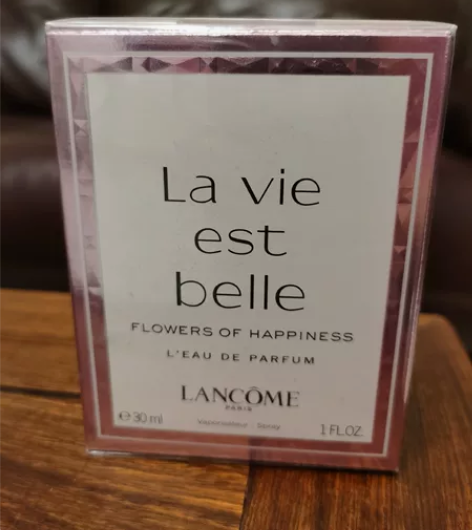 La vie
est
belle
FLOWERS OF HAPPINESS
L'EAU DE PARFUM
LANCÔME
PARIS
℮ 30 ml Vaporisateur - Spray 1 FL.OZ.